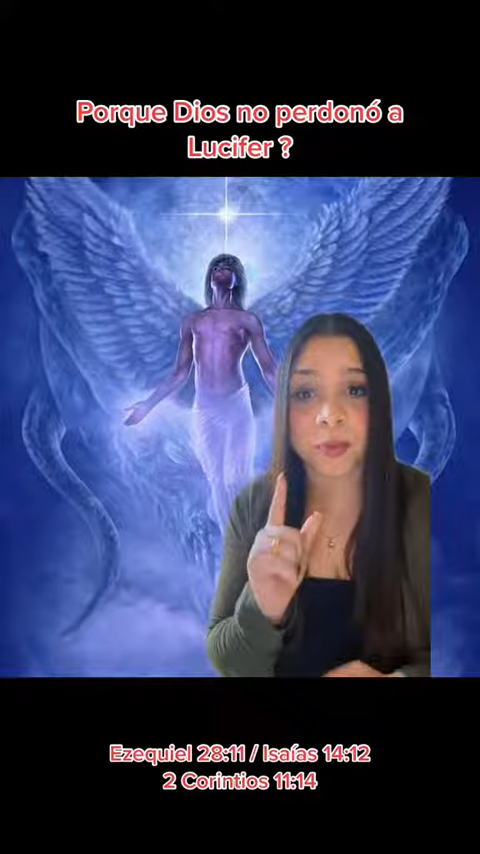 Porque Dios no perdonó a
Lucifer ?
Ezequiel 28:11 / Isaías 14:12
2 Corintios 11:14